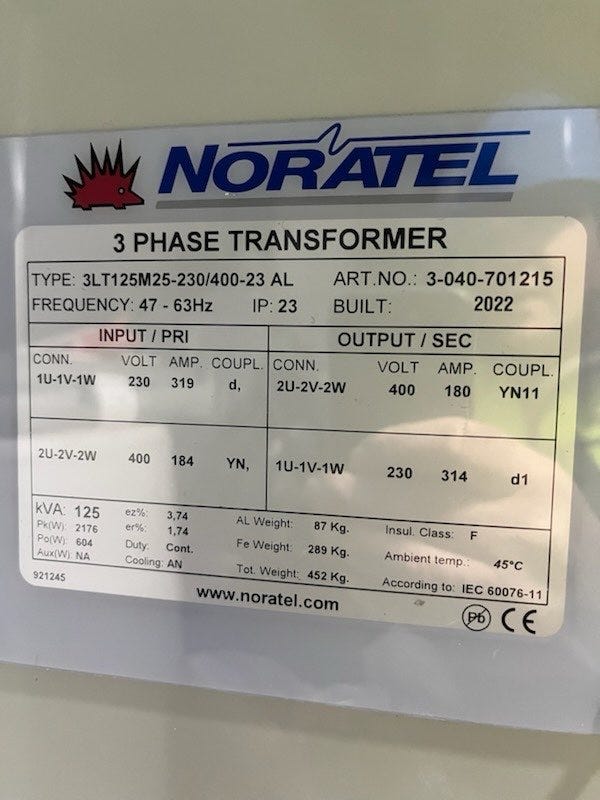 NORATEL
3 PHASE TRANSFORMER
TYPE: 3LT125M25-230/400-23 AL ART.NO.: 3-040-701215
FREQUENCY: 47 - 63Hz IP: 23 BUILT: 2022
INPUT / PRI OUTPUT / SEC
CONN. VOLT AMP. COUPL. CONN. VOLT AMP. COUPL.
1U-1V-1W 230 319 d, 2U-2V-2W 400 180 YN11
2U-2V-2W 400 184 YN, 1U-1V-1W 230 314 d1
kVA: 125 ez%: 3,74 AL Weight: 87 Kg. Insul. Class: F
Pk(W): 2176 er%: 1,74 Fe Weight: 289 Kg. Ambient temp.: 45°C
Po(W): 604 Duty: Cont. Tot. Weight: 452 Kg. According to: IEC 60076-11
Aux(W): NA Cooling: AN
921245 www.noratel.com
Pb CE